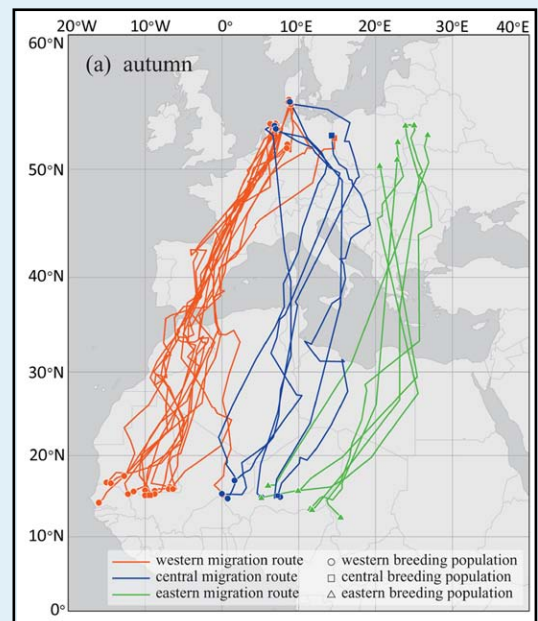 20°W 10°W 0° 10°E 20°E 30°E 40°E
60°N
(a) autumn
50°N
40°N
30°N
20°N
10°N
western migration route western breeding population
central migration route central breeding population
eastern migration route eastern breeding population
0°